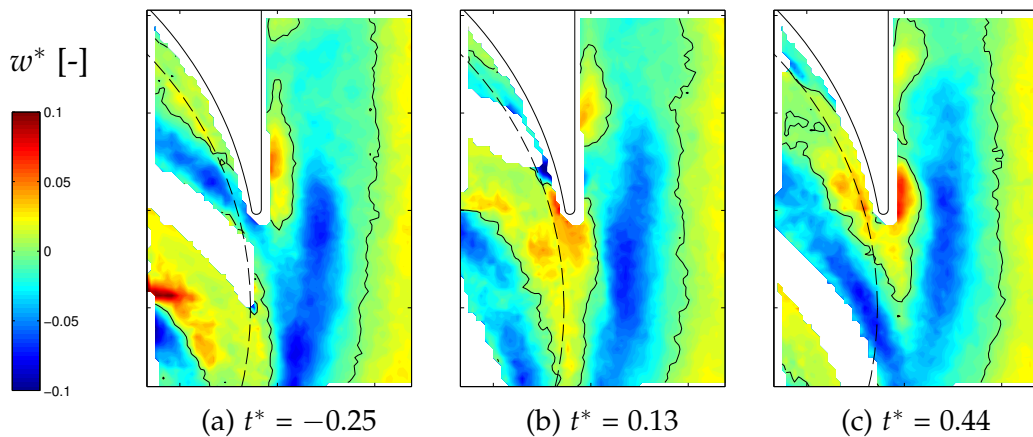 w* [-]
0.1
0.05
0
−0.05
−0.1
(a) t* = −0.25
(b) t* = 0.13
(c) t* = 0.44